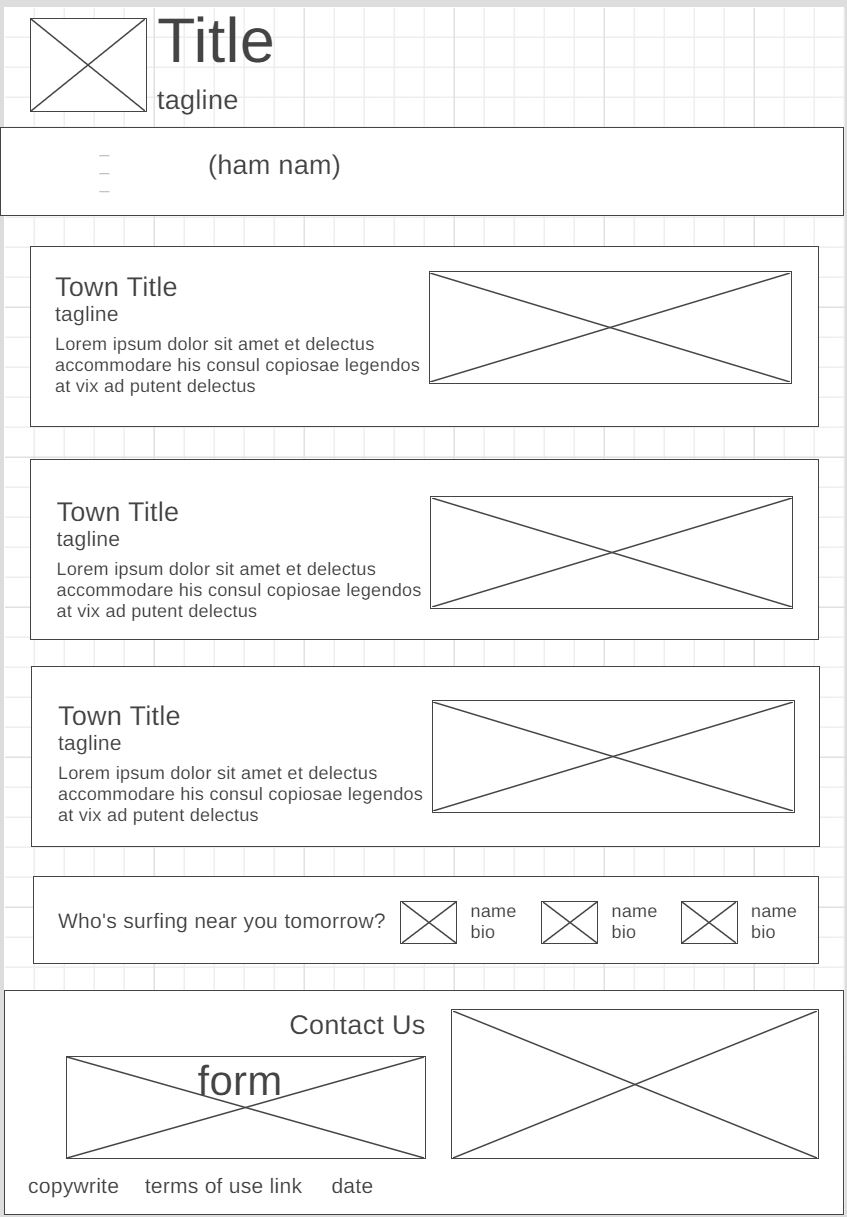 Title
tagline
(ham nam)
Town Title
tagline
Lorem ipsum dolor sit amet et delectus
accommodare his consul copiosae legendos
at vix ad putent delectus
Town Title
tagline
Lorem ipsum dolor sit amet et delectus
accommodare his consul copiosae legendos
at vix ad putent delectus
Town Title
tagline
Lorem ipsum dolor sit amet et delectus
accommodare his consul copiosae legendos
at vix ad putent delectus
Who's surfing near you tomorrow?
name
bio
name
bio
name
bio
Contact Us
form
copywrite terms of use link date